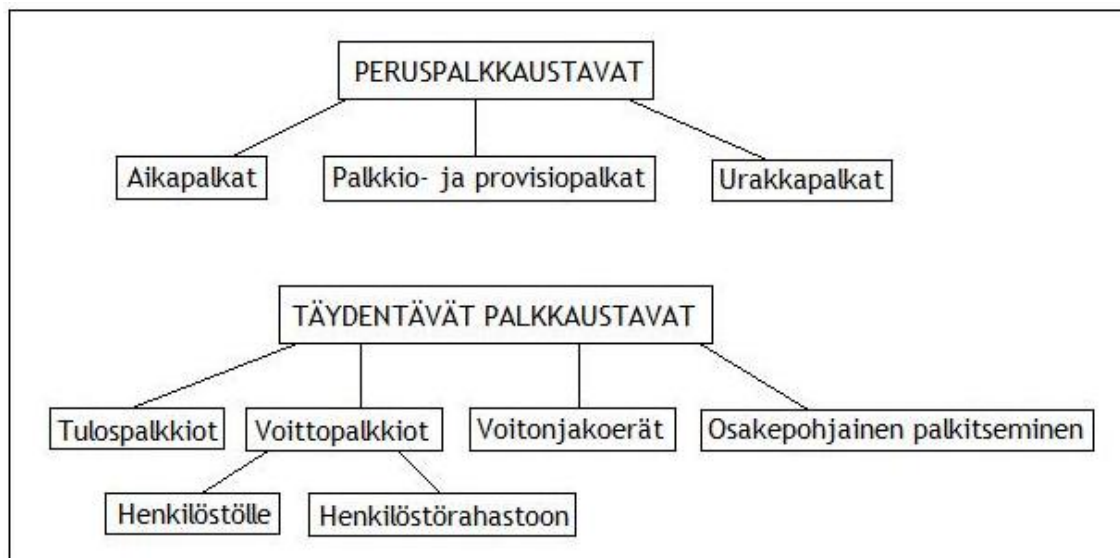 PERUSPALKKAUSTAVAT
Aikapalkat
Palkkio- ja provisiopalkat
Urakkapalkat
TÄYDENTÄVÄT PALKKAUSTAVAT
Tulospalkkiot
Voittopalkkiot
Voitonjakoerät
Osakepohjainen palkitseminen
Henkilöstölle
Henkilöstörahastoon